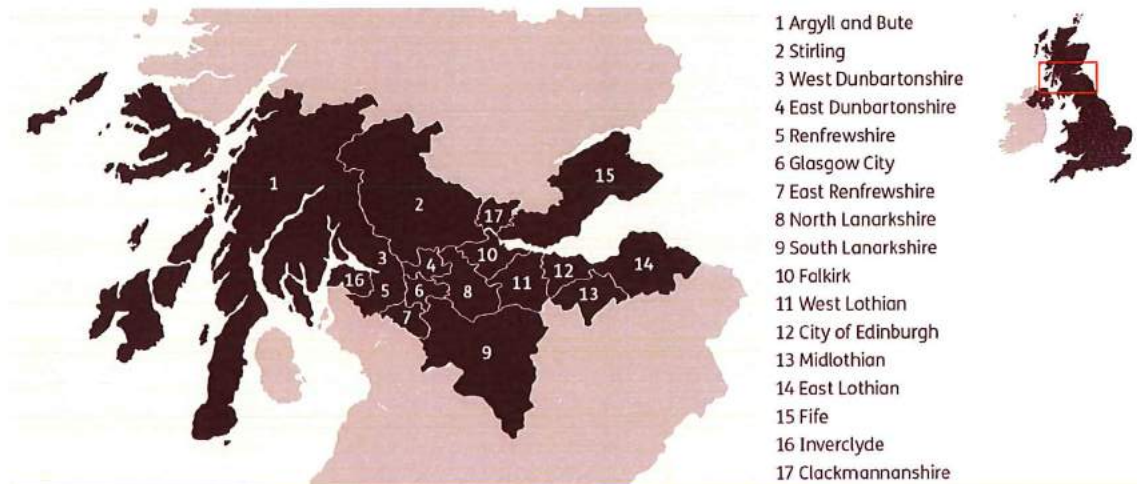 1 Argyll and Bute
2 Stirling
3 West Dunbartonshire
4 East Dunbartonshire
5 Renfrewshire
6 Glasgow City
7 East Renfrewshire
8 North Lanarkshire
9 South Lanarkshire
10 Falkirk
11 West Lothian
12 City of Edinburgh
13 Midlothian
14 East Lothian
15 Fife
16 Inverclyde
17 Clackmannanshire
15
1
2
17
14
10
3
4
12
11
16
5
6
8
13
7
9